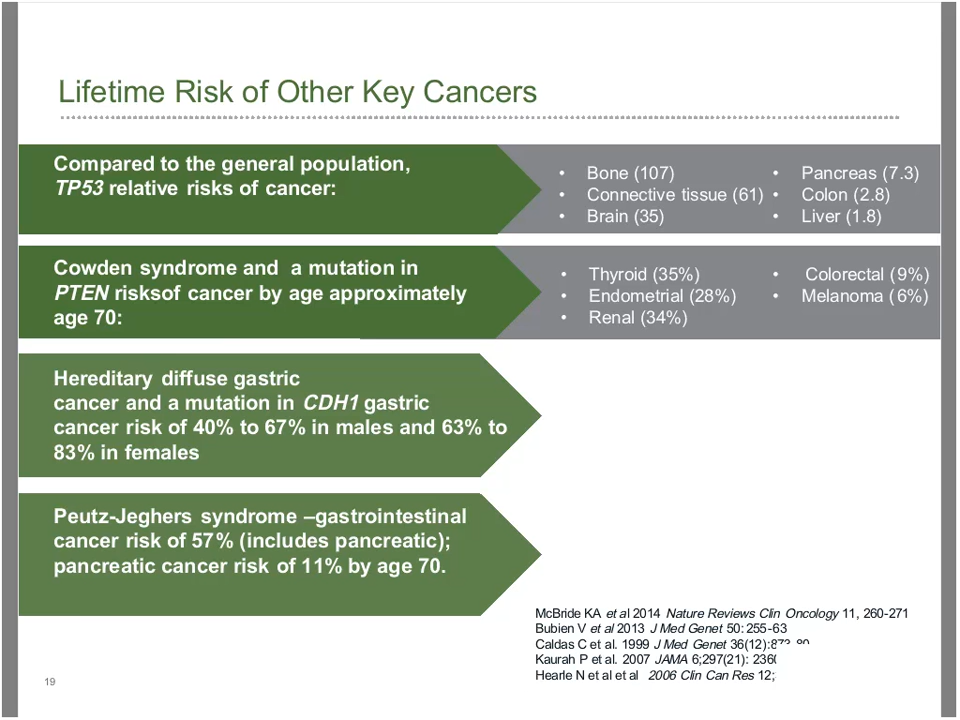 Lifetime Risk of Other Key Cancers
Compared to the general population,
TP53 relative risks of cancer:
• Bone (107)
• Connective tissue (61)
• Brain (35)
• Pancreas (7.3)
• Colon (2.8)
• Liver (1.8)
Cowden syndrome and a mutation in
PTEN risksof cancer by age approximately
age 70:
• Thyroid (35%)
• Endometrial (28%)
• Renal (34%)
• Colorectal (9%)
• Melanoma (6%)
Hereditary diffuse gastric
cancer and a mutation in CDH1 gastric
cancer risk of 40% to 67% in males and 63% to
83% in females
Peutz-Jeghers syndrome –gastrointestinal
cancer risk of 57% (includes pancreatic);
pancreatic cancer risk of 11% by age 70.
McBride KA et al 2014 Nature Reviews Clin Oncology 11, 260-271
Bubien V et al 2013 J Med Genet 50: 255-63
Caldas C et al. 1999 J Med Genet 36(12):
Kaurah P et al. 2007 JAMA 6;297(21):
Hearle N et al et al 2006 Clin Can Res 12;
19